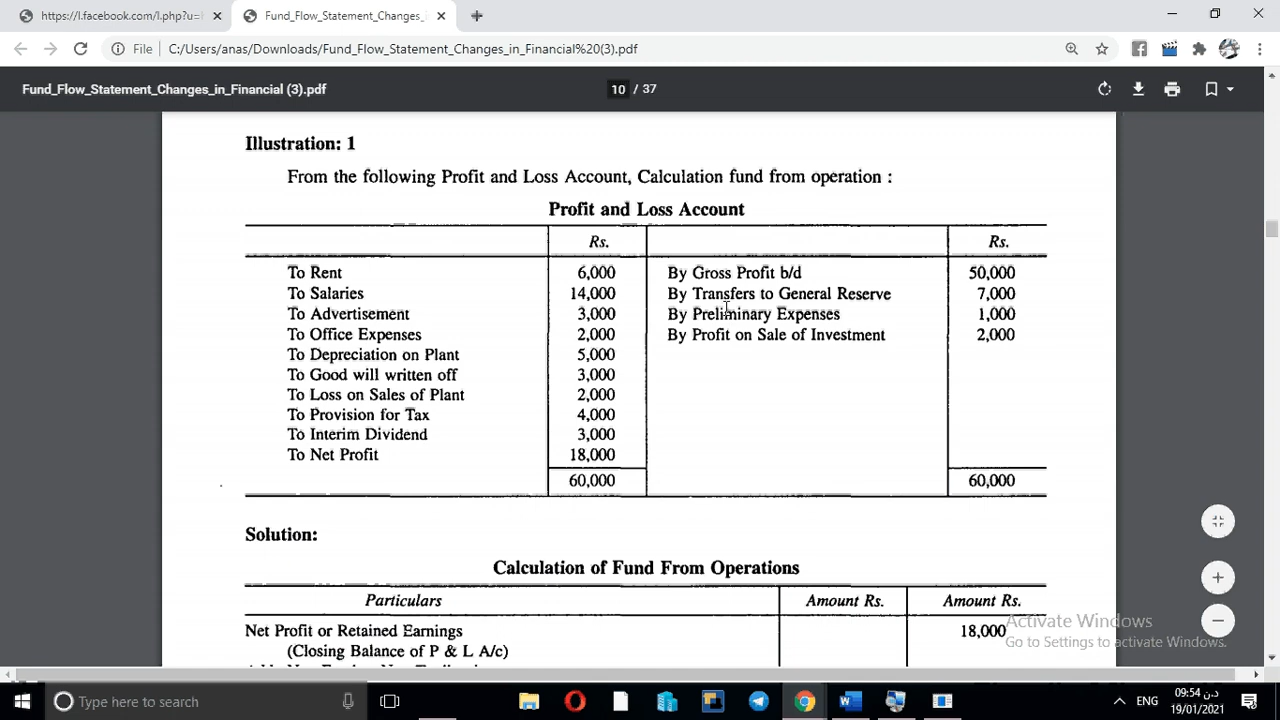 https://l.facebook.com/l.php?u=
Fund_Flow_Statement_Changes_
File
C:/Users/anas/Downloads/Fund_Flow_Statement_Changes_in_Financial%20(3).pdf
Fund_Flow_Statement_Changes_in_Financial (3).pdf
10 / 37
Illustration: 1
From the following Profit and Loss Account, Calculation fund from operation :
Profit and Loss Account
Rs. Rs.
To Rent 6,000 By Gross Profit b/d 50,000
To Salaries 14,000 By Transfers to General Reserve 7,000
To Advertisement 3,000 By Preliminary Expenses 1,000
To Office Expenses 2,000 By Profit on Sale of Investment 2,000
To Depreciation on Plant 5,000
To Good will written off 3,000
To Loss on Sales of Plant 2,000
To Provision for Tax 4,000
To Interim Dividend 3,000
To Net Profit 18,000
60,000 60,000
Solution:
Calculation of Fund From Operations
Particulars Amount Rs. Amount Rs.
Net Profit or Retained Earnings 18,000
(Closing Balance of P & L A/c)
Activate Windows
Go to Settings to activate Windows.
Type here to search
ENG
09:54 د.ن
19/01/2021